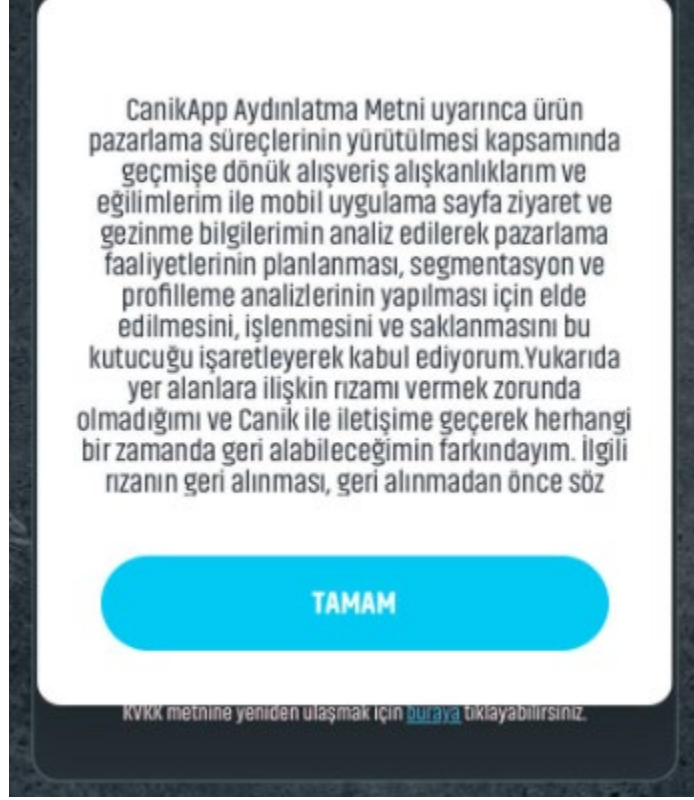 CanikApp Aydınlatma Metni uyarınca ürün
pazarlama süreçlerinin yürütülmesi kapsamında
geçmişe dönük alışveriş alışkanlıklarım ve
eğilimlerim ile mobil uygulama sayfa ziyaret ve
gezinme bilgilerimin analiz edilerek pazarlama
faaliyetlerinin planlanması, segmentasyon ve
profilleme analizlerinin yapılması için elde
edilmesini, işlenmesini ve saklanmasını bu
kutucuğu işaretleyerek kabul ediyorum.Yukarıda
yer alanlara ilişkin rızamı vermek zorunda
olmadığımı ve Canik ile iletişime geçerek herhangi
bir zamanda geri alabileceğimin farkındayım. İlgili
rızanın geri alınması, geri alınmadan önce söz
TAMAM
KVKK metnine yeniden ulaşmak için buraya tıklayabilirsiniz.